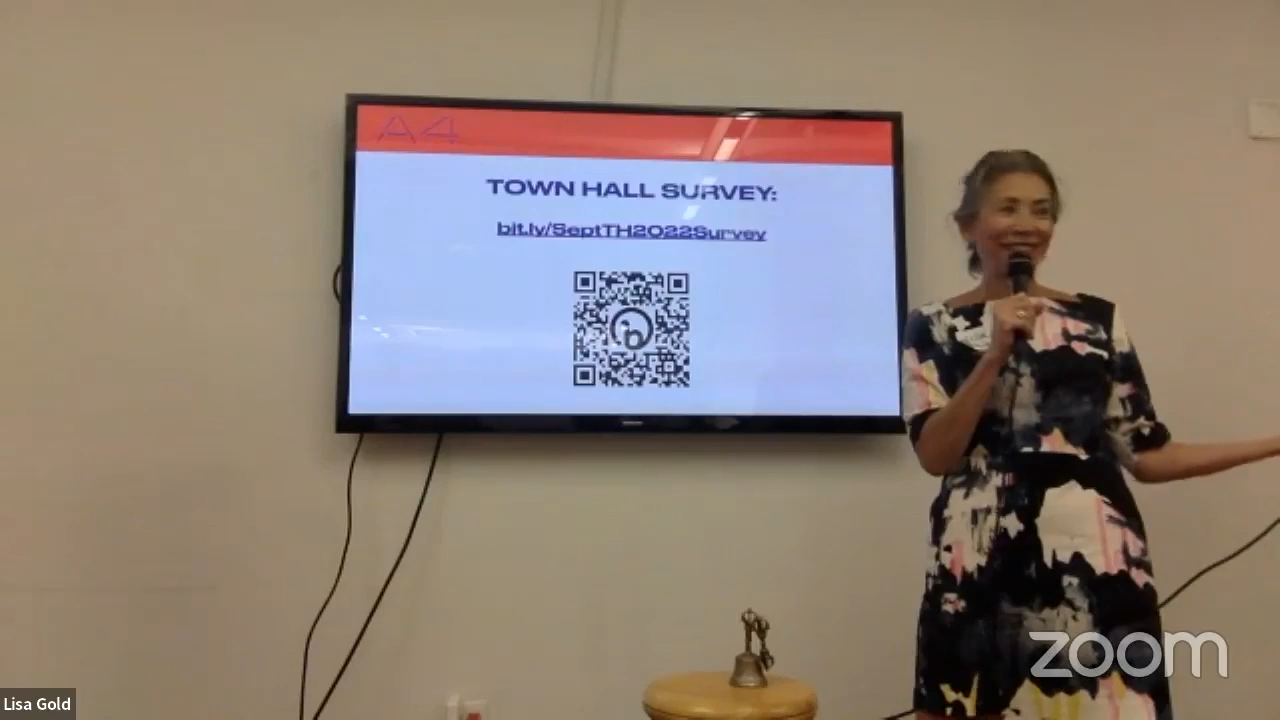 A4
TOWN HALL SURVEY:
bit.ly/SeptTH2022Survey
zoom
Lisa Gold